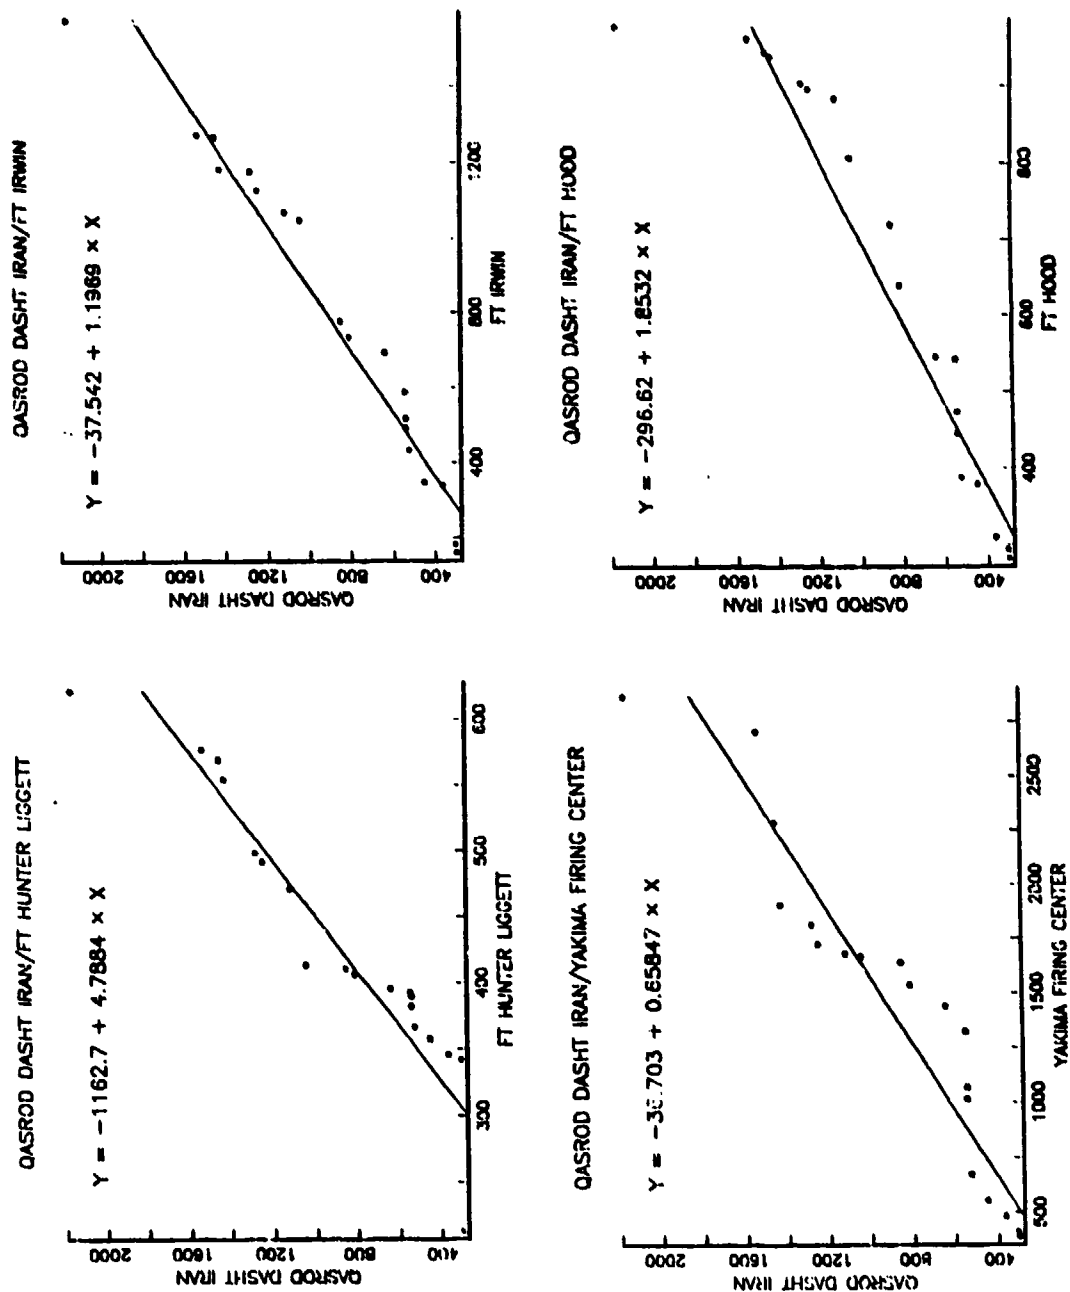 QASROD DASHT IRAN/FT HUNTER LIGGETT
Y = -1162.7 + 4.7884 × X
QASROD DASHT IRAN
2000
1600
1200
800
400
300
400
500
600
FT HUNTER LIGGETT
QASROD DASHT IRAN/FT IRWIN
Y = -37.542 + 1.1969 × X
QASROD DASHT IRAN
2000
1600
1200
800
400
400
800
1200
FT IRWIN
QASROD DASHT IRAN/YAKIMA FIRING CENTER
.703 + 0.65847 × X
QASROD DASHT IRAN
2000
1600
1200
800
400
500
1000
1500
2000
2500
YAKIMA FIRING CENTER
QASROD DASHT IRAN/FT HOOD
Y = -296.62 + 1.8532 × X
QASROD DASHT IRAN
2000
1600
1200
800
400
400
600
800
FT HOOD